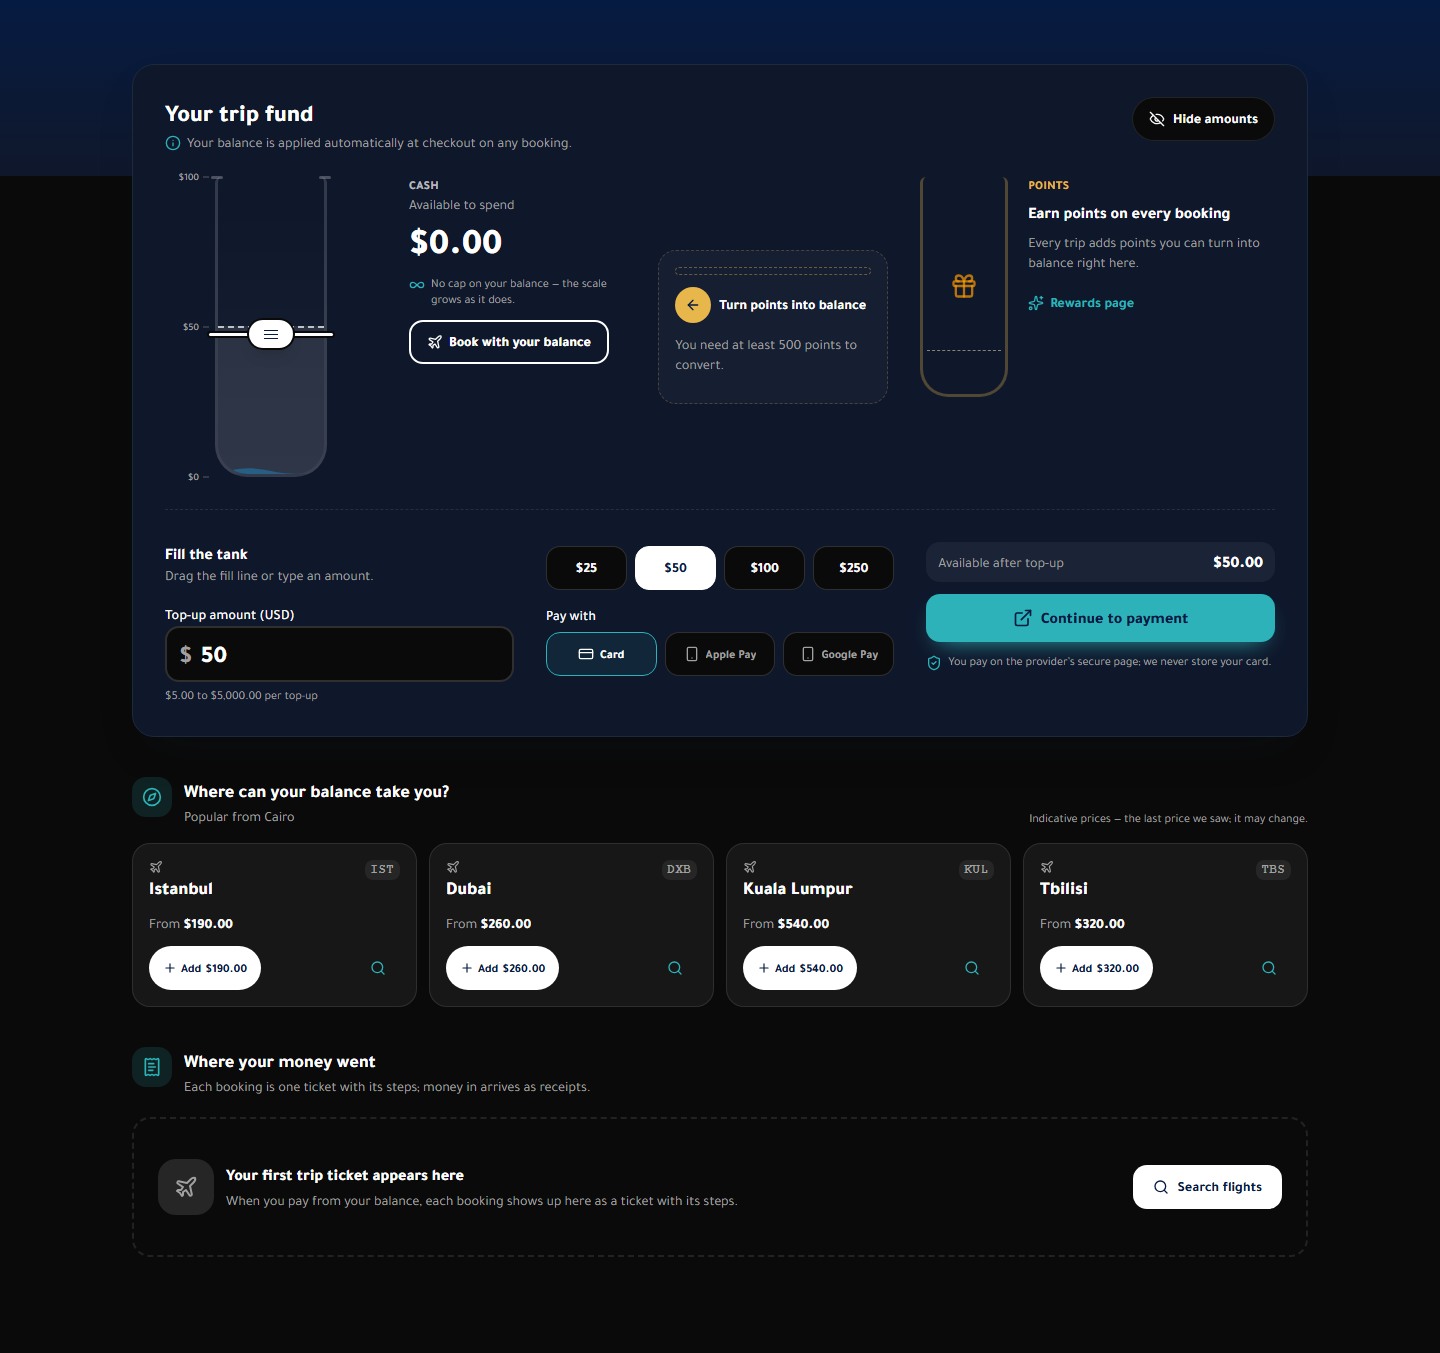 Your trip fund
Your balance is applied automatically at checkout on any booking.
Hide amounts
$100
$50
$0
CASH
Available to spend
$0.00
No cap on your balance — the scale
grows as it does.
Book with your balance
Turn points into balance
You need at least 500 points to
convert.
POINTS
Earn points on every booking
Every trip adds points you can turn into
balance right here.
Rewards page
Fill the tank
Drag the fill line or type an amount.
Top-up amount (USD)
$ 50
$5.00 to $5,000.00 per top-up
$25
$50
$100
$250
Pay with
Card
Apple Pay
Google Pay
Available after top-up
$50.00
Continue to payment
You pay on the provider's secure page; we never store your card.
Where can your balance take you?
Popular from Cairo
Indicative prices — the last price we saw; it may change.
IST
Istanbul
From $190.00
Add $190.00
DXB
Dubai
From $260.00
Add $260.00
KUL
Kuala Lumpur
From $540.00
Add $540.00
TBS
Tbilisi
From $320.00
Add $320.00
Where your money went
Each booking is one ticket with its steps; money in arrives as receipts.
Your first trip ticket appears here
When you pay from your balance, each booking shows up here as a ticket with its steps.
Search flights